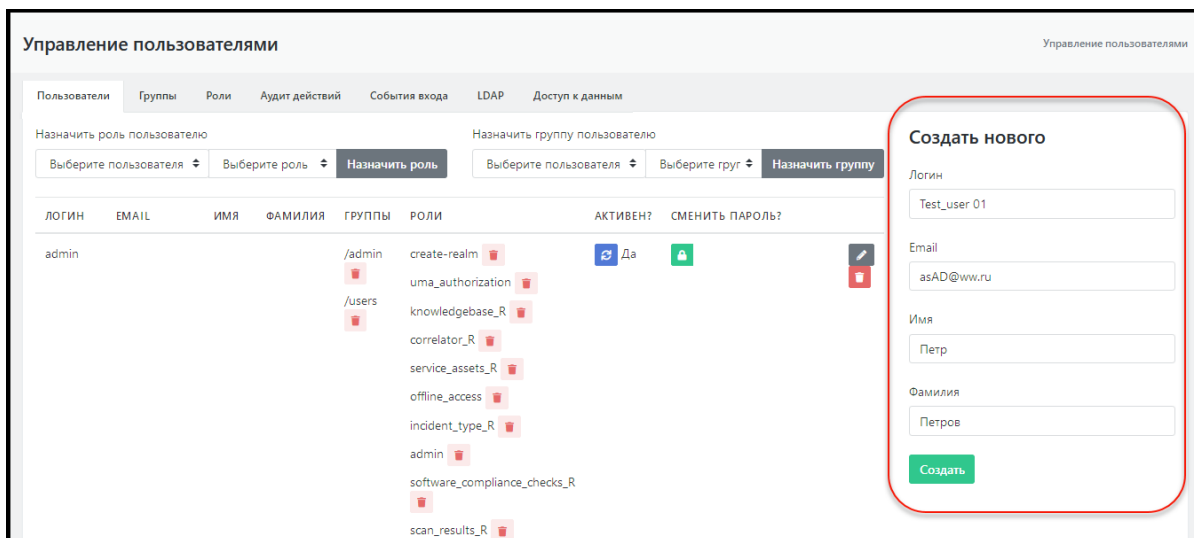 Управление пользователями
Управление пользователями
Пользователи Группы Роли Аудит действий События входа LDAP Доступ к данным
Назначить роль пользователю
Выберите пользователя Выберите роль Назначить роль
Назначить группу пользователю
Выберите пользователя Выберите груг Назначить группу
ЛОГИН EMAIL ИМЯ ФАМИЛИЯ ГРУППЫ РОЛИ АКТИВЕН? СМЕНИТЬ ПАРОЛЬ?
admin /admin create-realm Да
uma_authorization
/users
knowledgebase_R
correlator_R
service_assets_R
offline_access
incident_type_R
admin
software_compliance_checks_R
scan_results_R
Создать нового
Логин
Test_user 01
Email
asAD@ww.ru
Имя
Петр
Фамилия
Петров
Создать